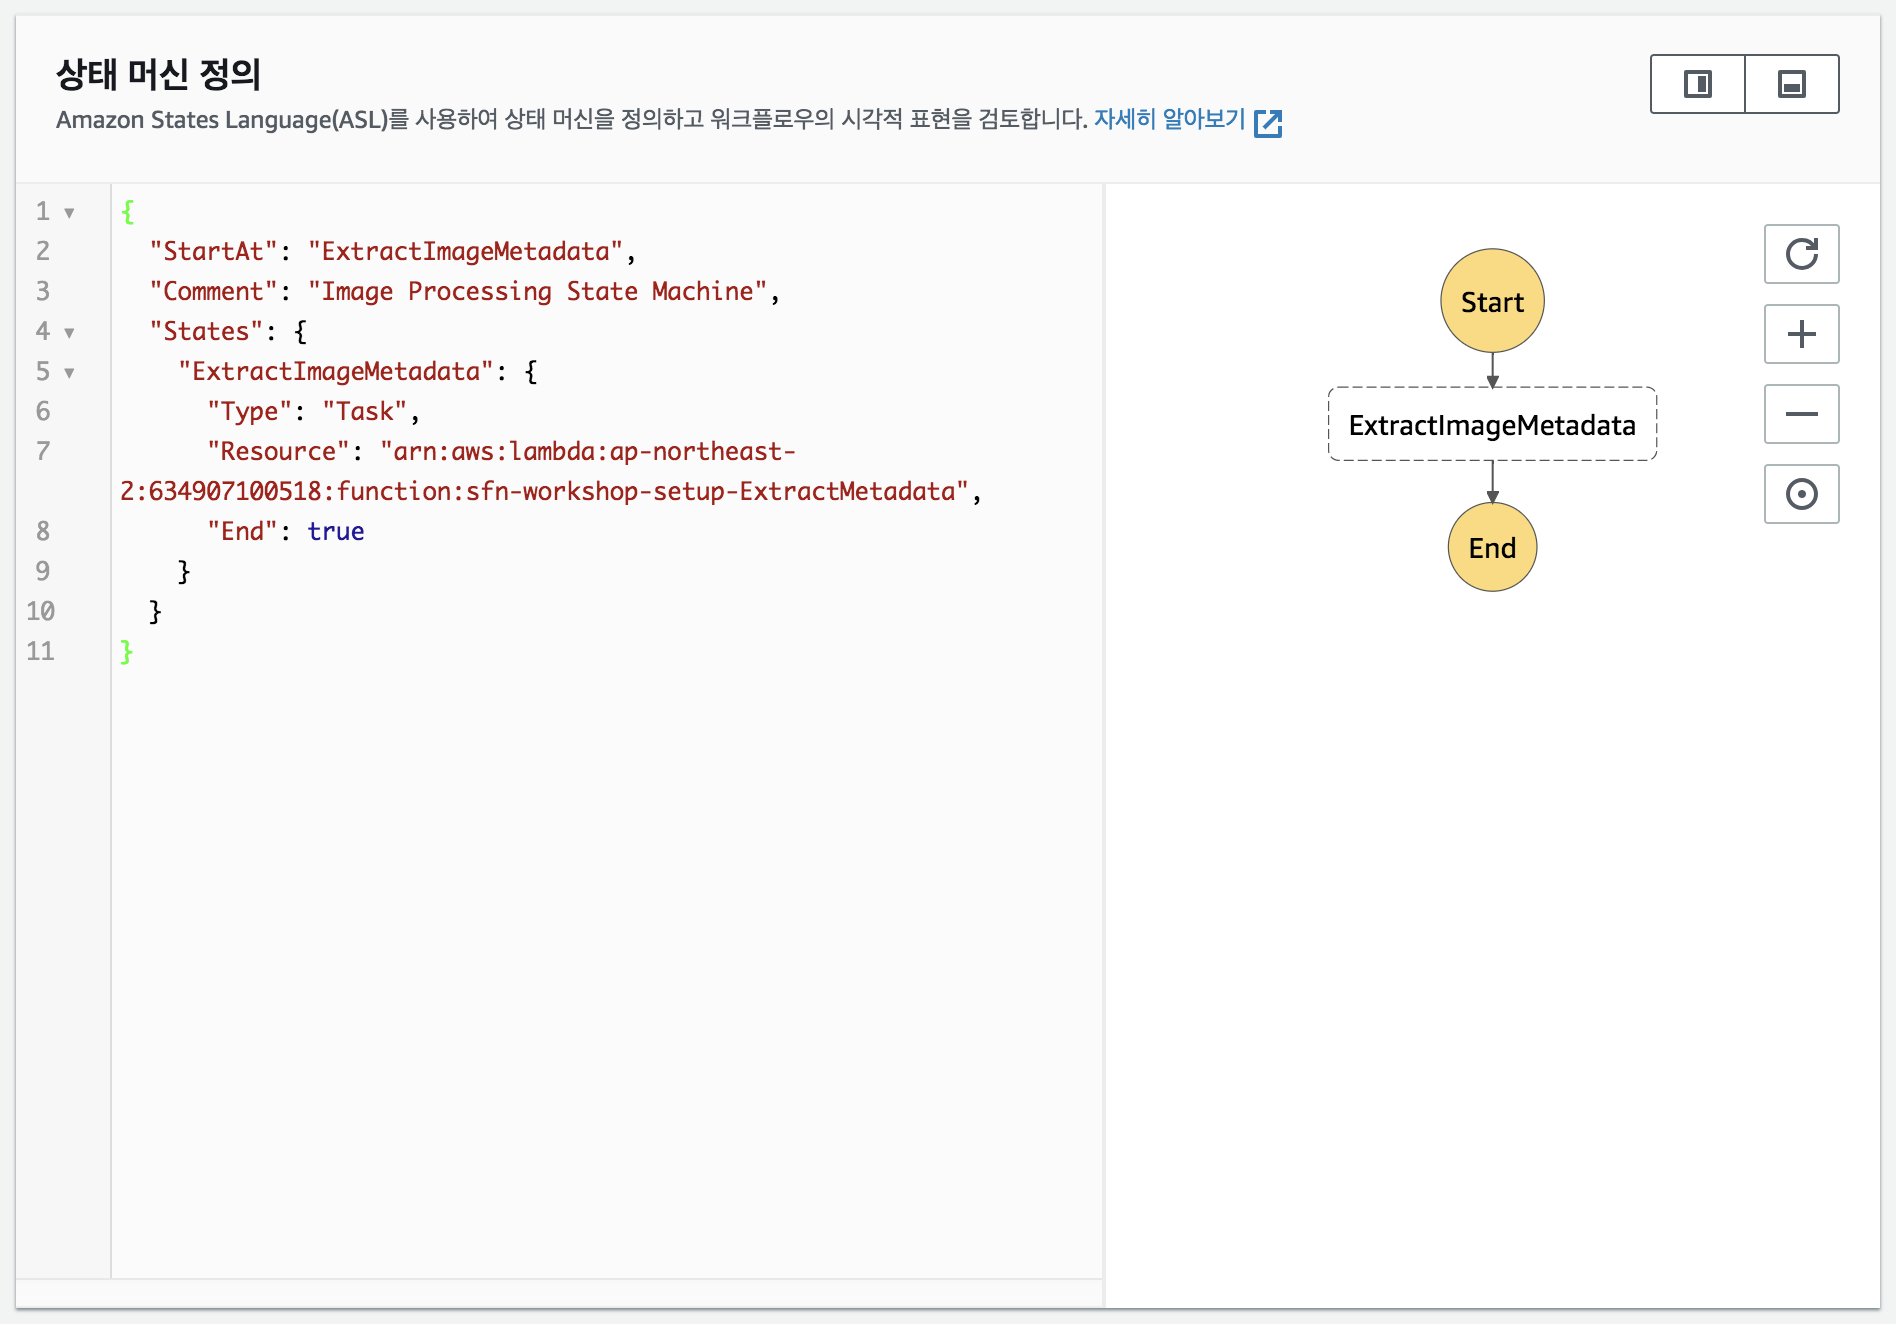 상태 머신 정의
Amazon States Language(ASL)를 사용하여 상태 머신을 정의하고 워크플로우의 시각적 표현을 검토합니다. 자세히 알아보기
1 {
2 "StartAt": "ExtractImageMetadata",
3 "Comment": "Image Processing State Machine",
4 "States": {
5 "ExtractImageMetadata": {
6 "Type": "Task",
7 "Resource": "arn:aws:lambda:ap-northeast-
2:634907100518:function:sfn-workshop-setup-ExtractMetadata",
8 "End": true
9 }
10 }
11 }
Start
ExtractImageMetadata
End